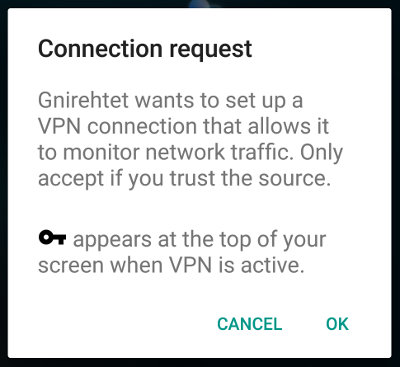 Connection request
Gnirehtet wants to set up a
VPN connection that allows it
to monitor network traffic. Only
accept if you trust the source.
appears at the top of your
screen when VPN is active.
CANCEL OK